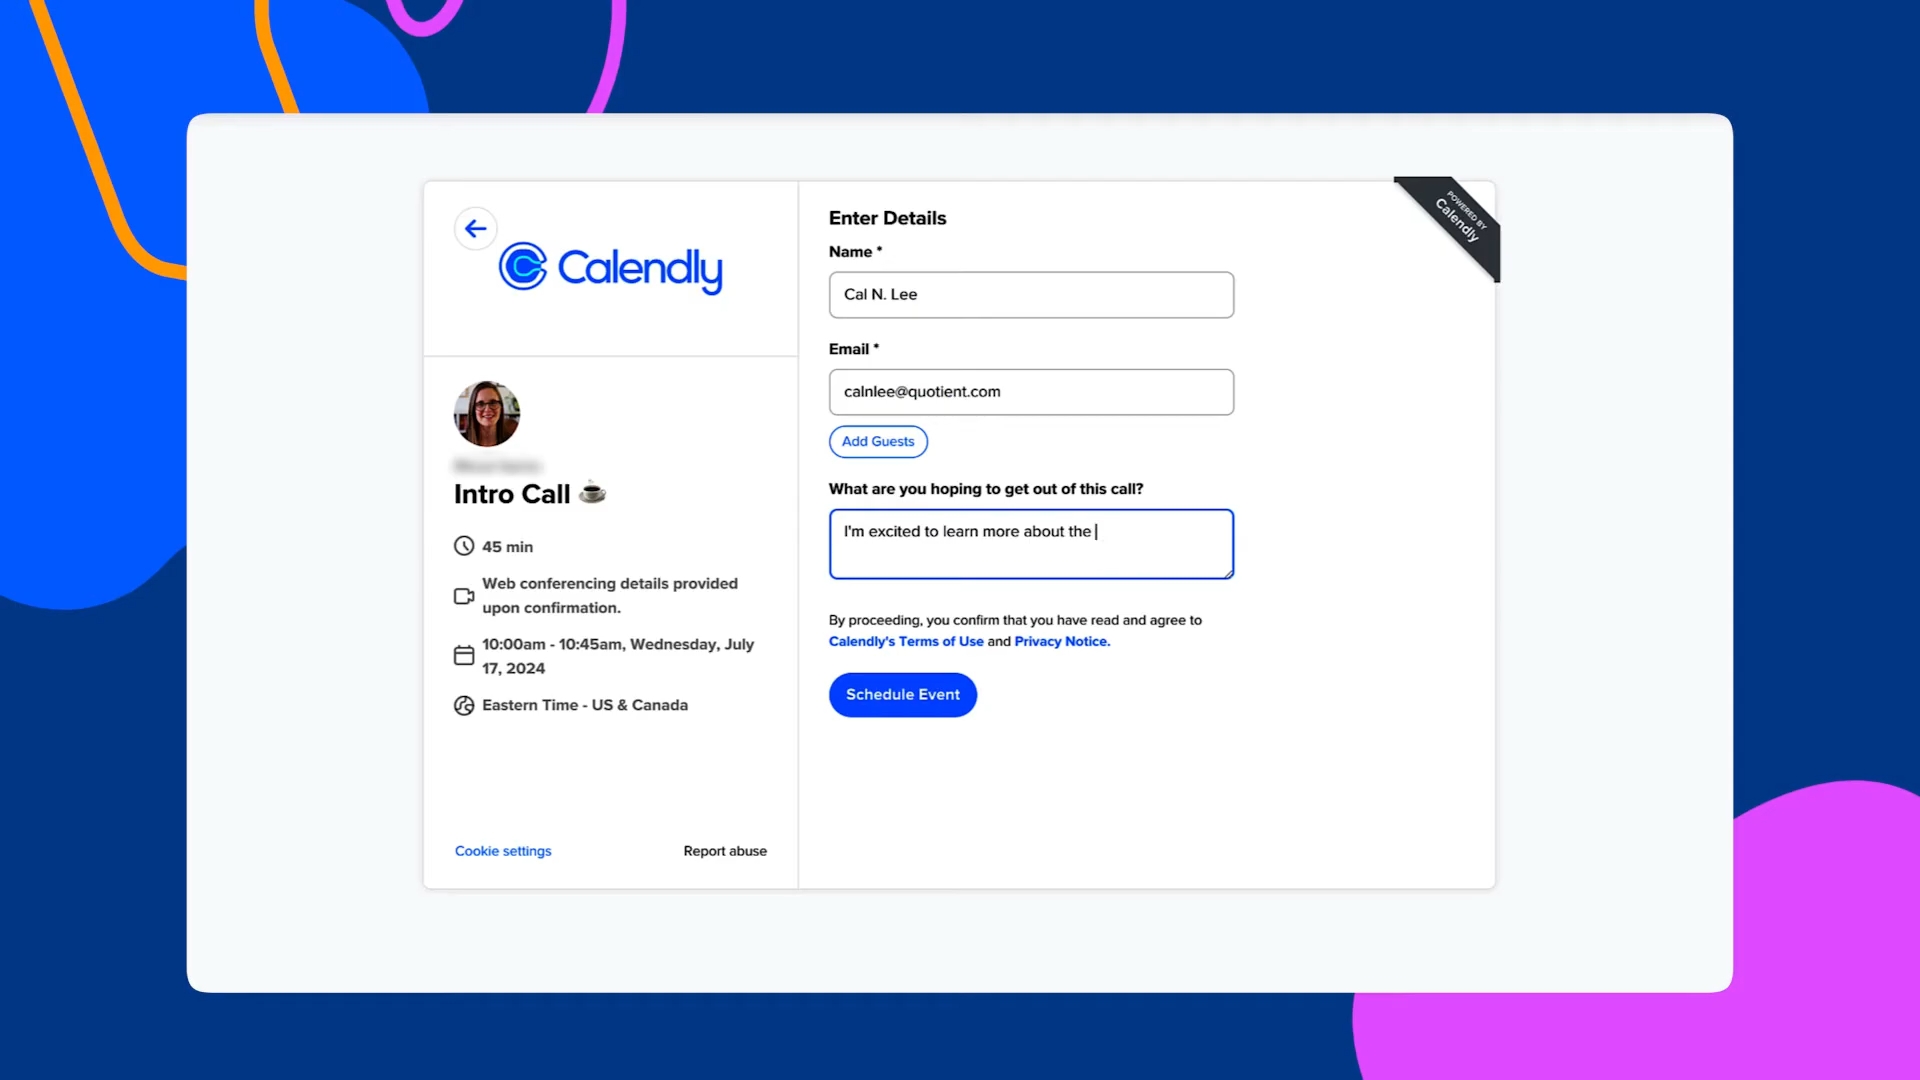 Calendly
Intro Call
45 min
Web conferencing details provided
upon confirmation.
10:00am - 10:45am, Wednesday, July
17, 2024
Eastern Time - US & Canada
Cookie settings
Report abuse
Enter Details
Name *
Cal N. Lee
Email *
calnlee@quotient.com
Add Guests
What are you hoping to get out of this call?
I'm excited to learn more about the
By proceeding, you confirm that you have read and agree to
Calendly's Terms of Use and Privacy Notice.
Schedule Event
POWERED BY
Calendly